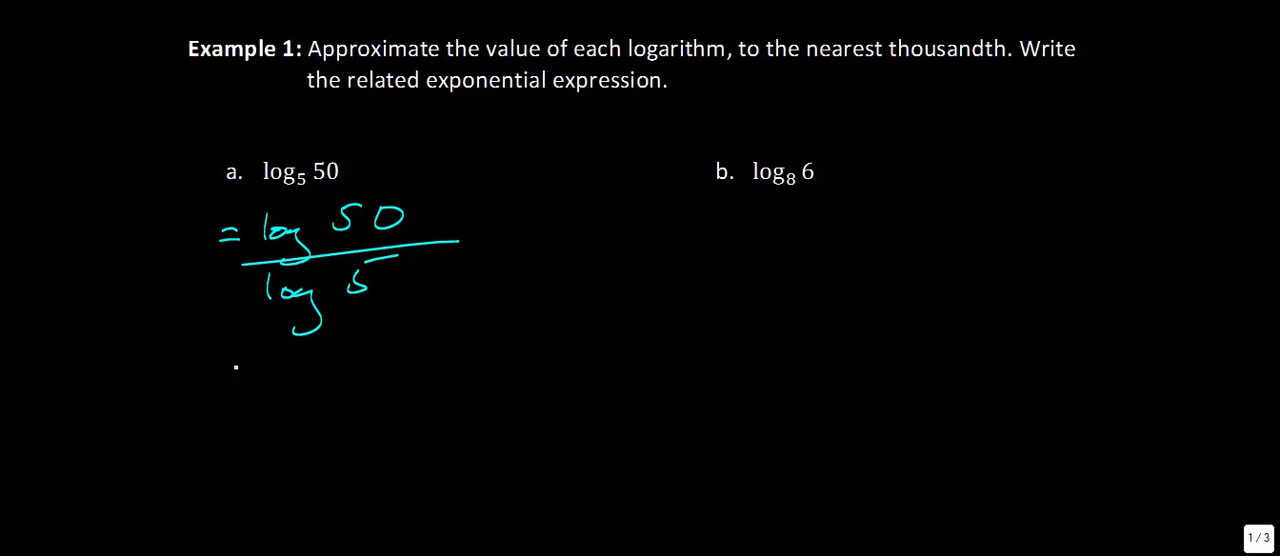 Example 1: Approximate the value of each logarithm, to the nearest thousandth. Write
the related exponential expression.
a. log₅ 50
b. log₈ 6
= log 50
log 5
1 / 3